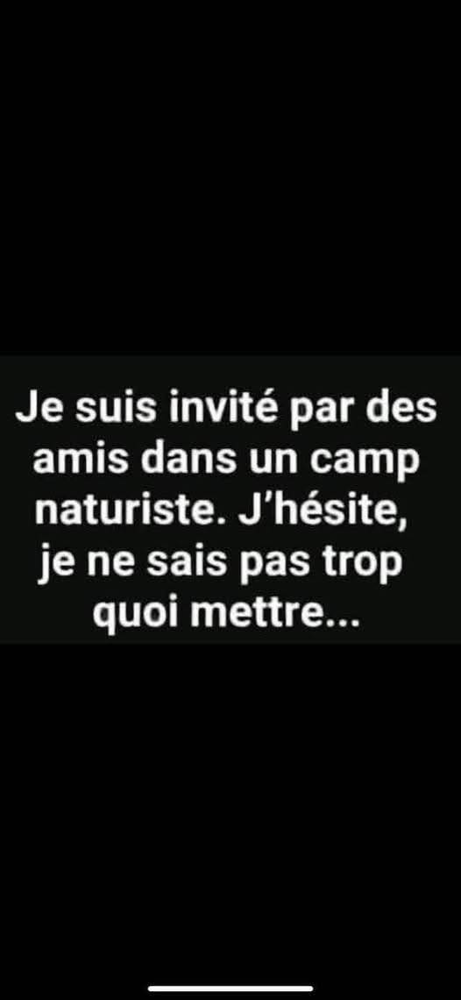 Je suis invité par des
amis dans un camp
naturiste. J’hésite,
je ne sais pas trop
quoi mettre...